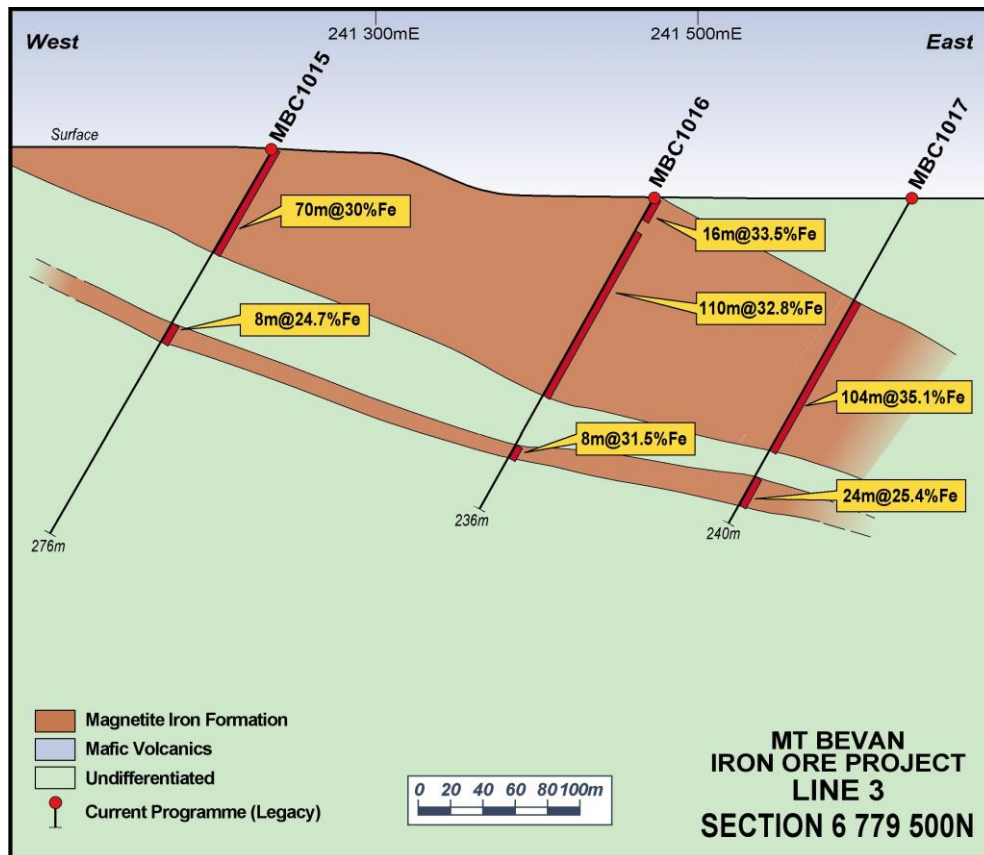 241 300mE
241 500mE
West
East
MBC1015
MBC1016
MBC1017
Surface
70m@30%Fe
16m@33.5%Fe
110m@32.8%Fe
8m@24.7%Fe
104m@35.1%Fe
8m@31.5%Fe
24m@25.4%Fe
276m
236m
240m
Magnetite Iron Formation
Mafic Volcanics
Undifferentiated
Current Programme (Legacy)
0 20 40 60 80 100m
MT BEVAN
IRON ORE PROJECT
LINE 3
SECTION 6 779 500N